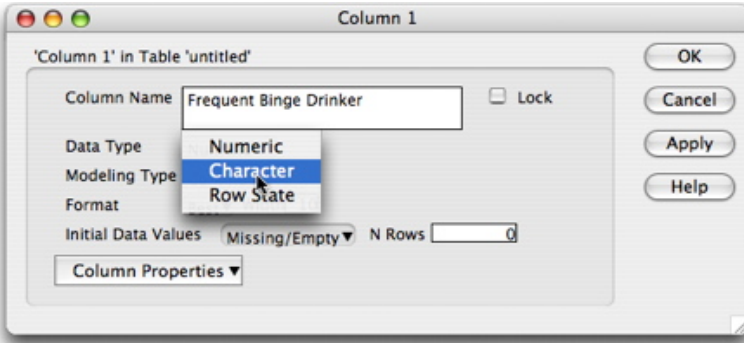 Column 1
'Column 1' in Table 'untitled'
OK
Column Name Frequent Binge Drinker Lock
Cancel
Data Type Numeric
Apply
Modeling Type Character
Help
Format Row State
Initial Data Values Missing/Empty N Rows 0
Column Properties